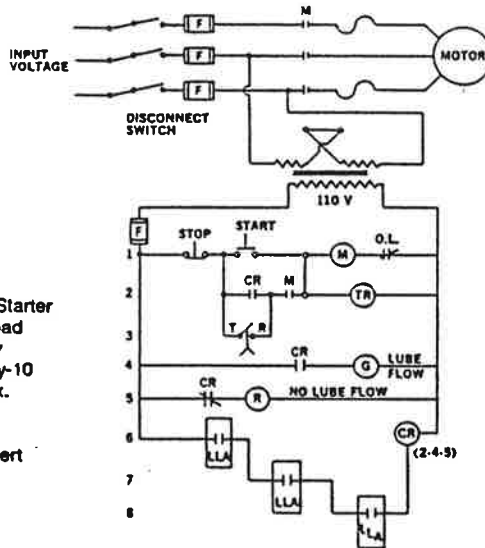 M
INPUT
VOLTAGE
F
F
F
MOTOR
DISCONNECT
SWITCH
110 V
F
STOP
START
O.L.
1
M
CR
M
2
TR
T R
3
Starter
ead
CR
LUBE
FLOW
4
G
y-10
CR
x.
5
R
NO LUBE FLOW
CR
(2-4-5)
ert
6
LLA
7
LLA
8